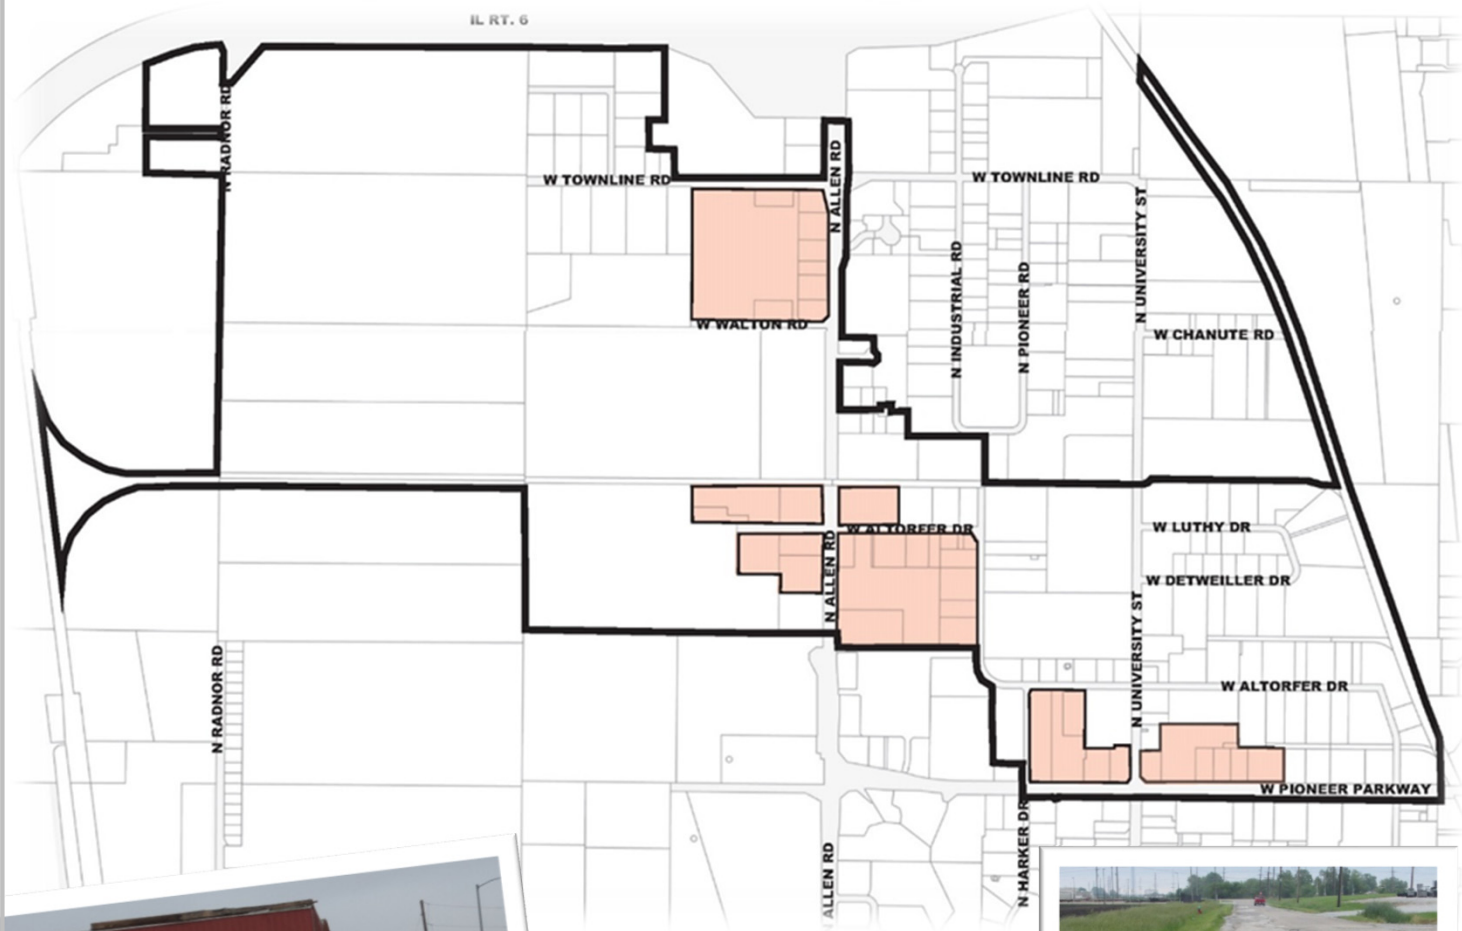 IL RT. 6
N RADNOR RD
W TOWNLINE RD
N ALLEN RD
W TOWNLINE RD
N UNIVERSITY ST
N INDUSTRIAL RD
N PIONEER RD
W WALTON RD
W CHANUTE RD
W ALTORFER DR
W LUTHY DR
N ALLEN RD
W DETWEILLER DR
N UNIVERSITY ST
N RADNOR RD
W ALTORFER DR
W PIONEER PARKWAY
N HARKER DR
ALLEN RD